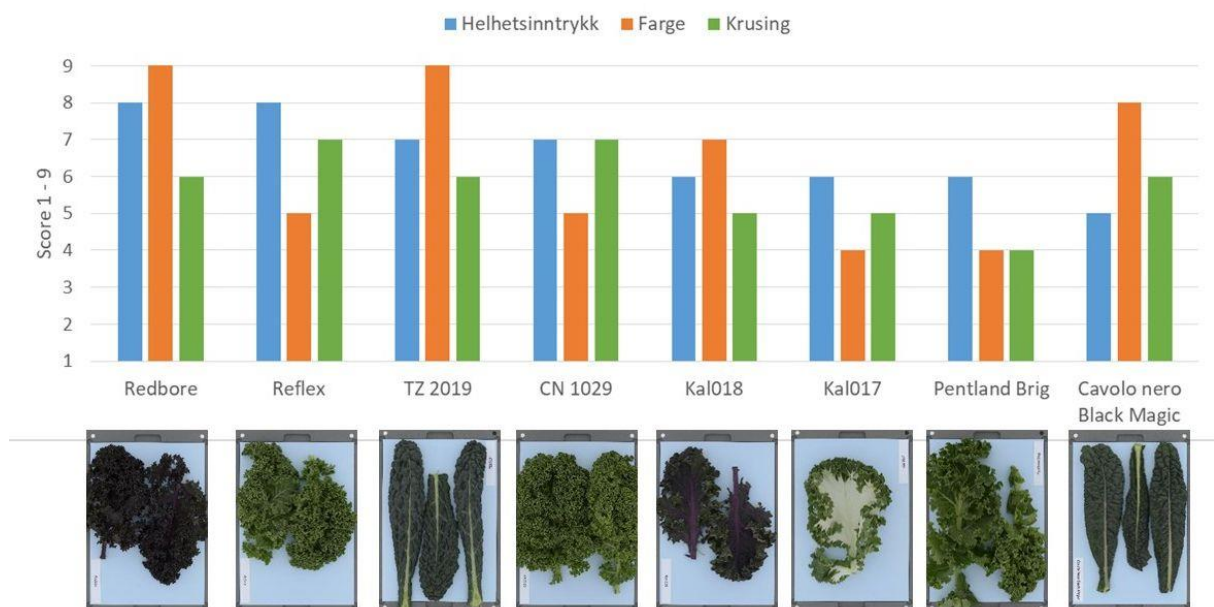 Helhetsinntrykk Farge Krusing
Score 1 - 9
9
8
7
6
5
4
3
2
1
Redbore Reflex TZ 2019 CN 1029 Kal018 Kal017 Pentland Brig Cavolo nero
Black Magic